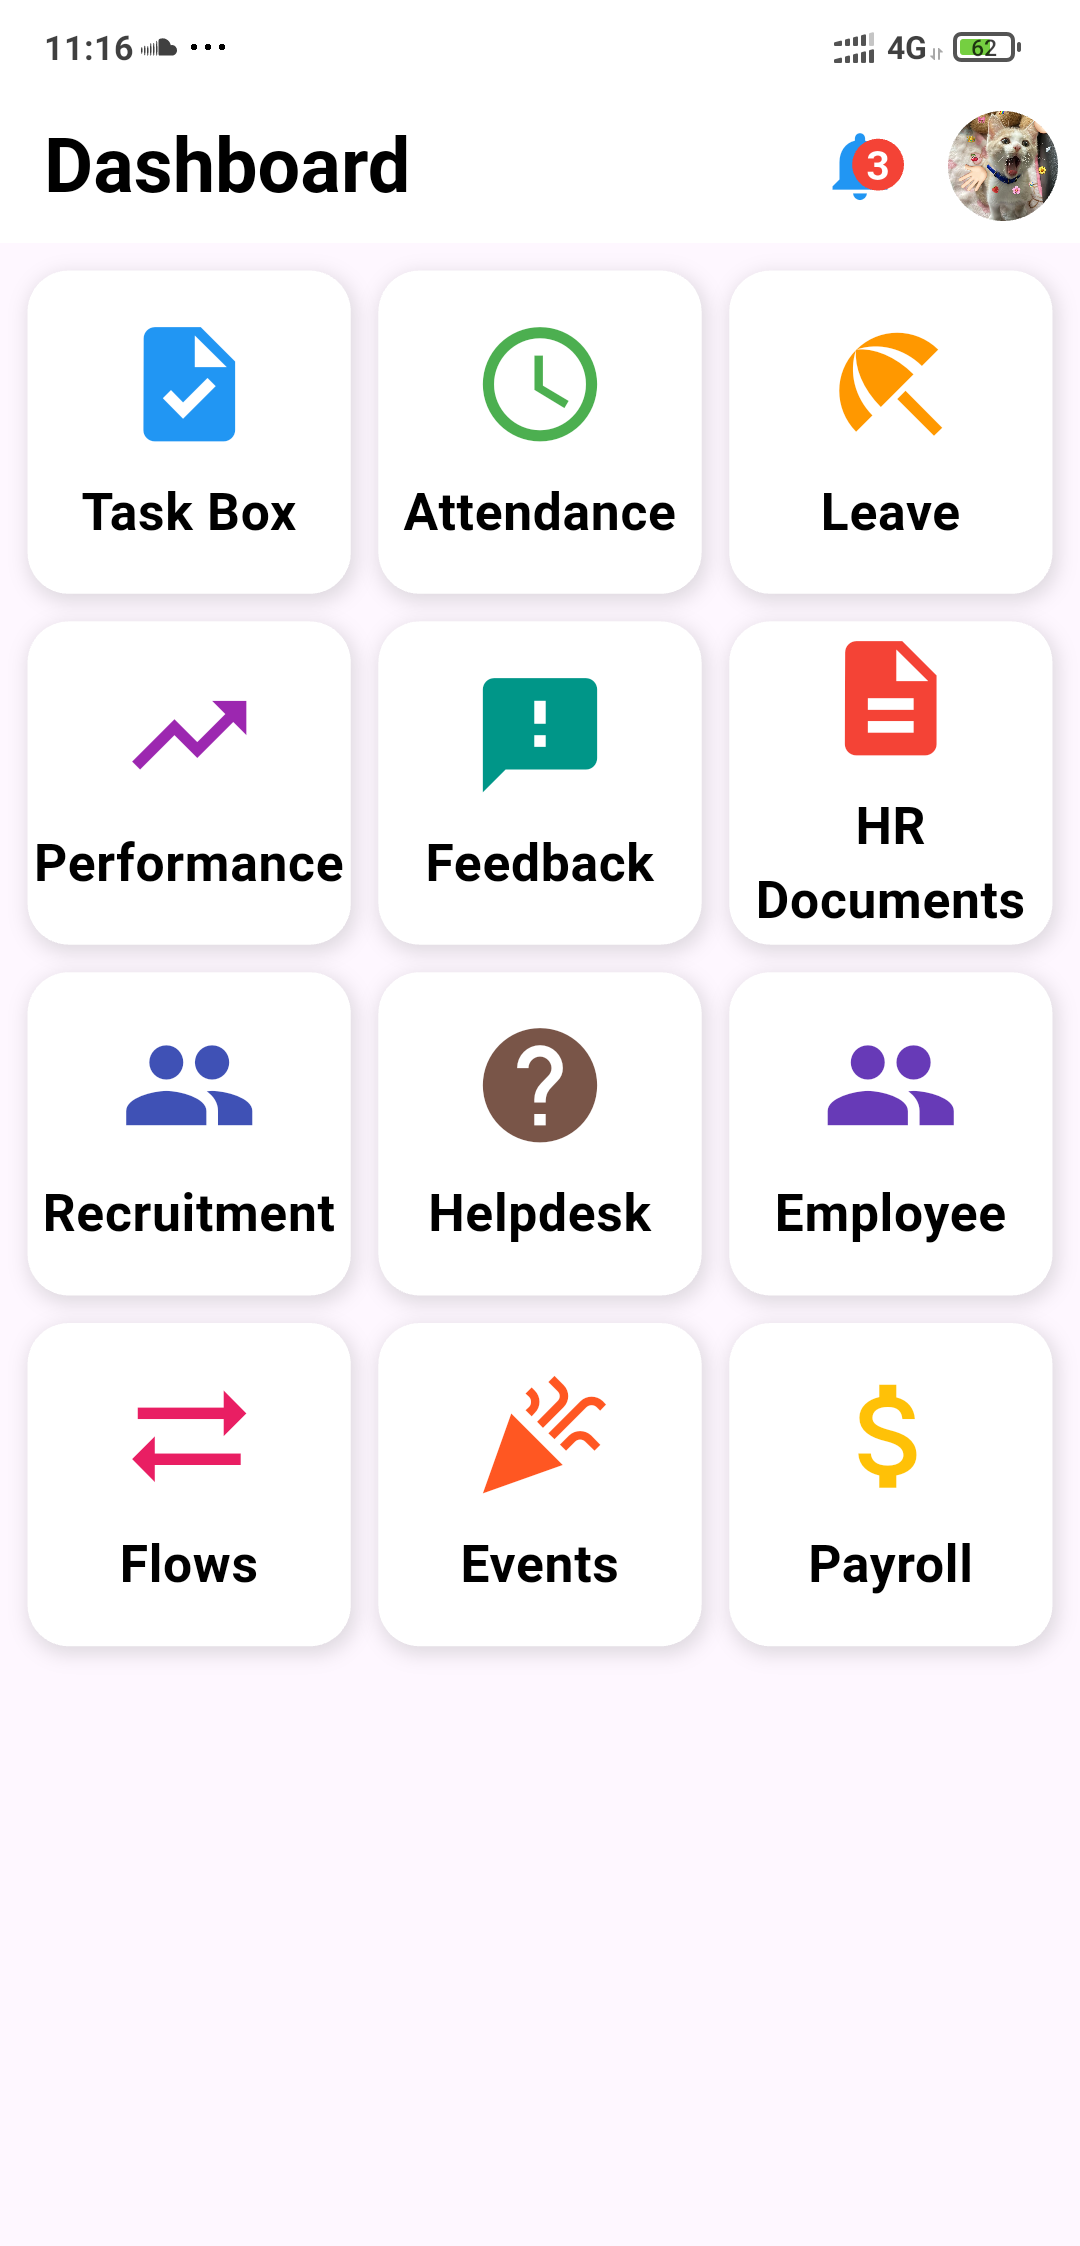 11:16 ... 4G 62
Dashboard 3
Task Box Attendance Leave
Performance Feedback HR
Documents
Recruitment Helpdesk Employee
Flows Events Payroll